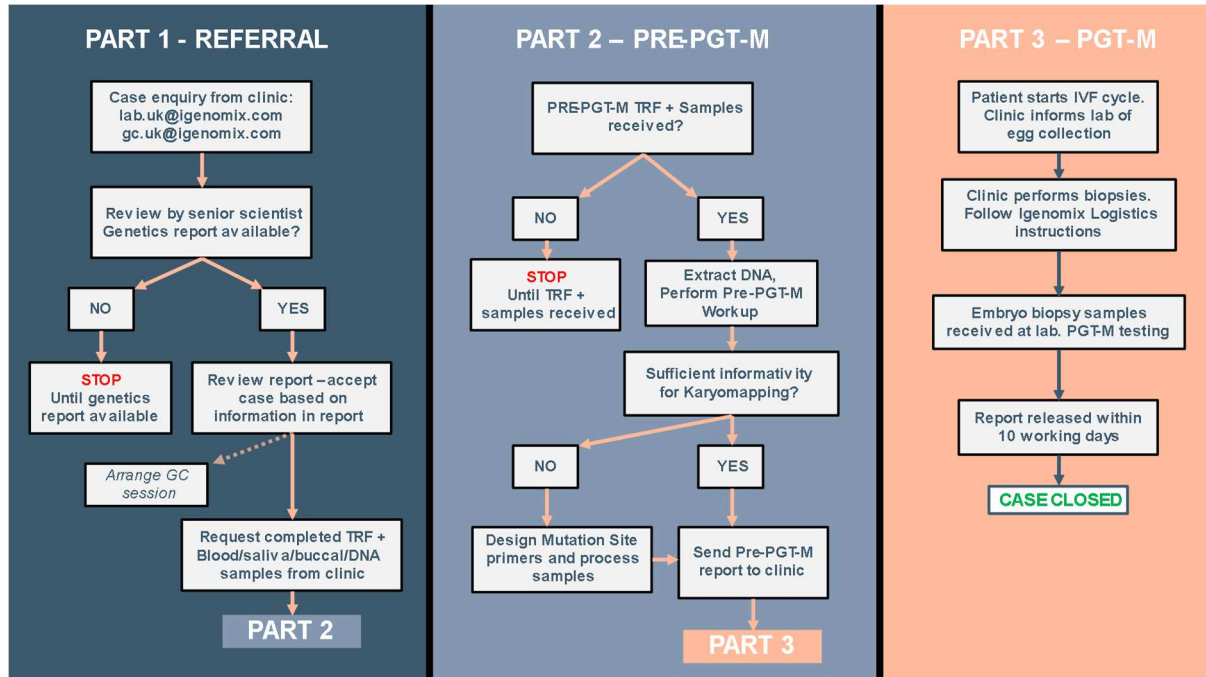 PART 1 - REFERRAL
Case enquiry from clinic:
lab.uk@igenomix.com
gc.uk@igenomix.com
Review by senior scientist
Genetics report available?
NO
YES
STOP
Until genetics
report available
Review report – accept
case based on
information in report
Arrange GC
session
Request completed TRF +
Blood/saliva/buccal/DNA
samples from clinic
PART 2
PART 2 – PRE-PGT-M
PRE-PGT-M TRF + Samples
received?
NO
YES
STOP
Until TRF +
samples received
Extract DNA,
Perform Pre-PGT-M
Workup
Sufficient informativity
for Karyomapping?
NO
YES
Design Mutation Site
primers and process
samples
Send Pre-PGT-M
report to clinic
PART 3
PART 3 – PGT-M
Patient starts IVF cycle.
Clinic informs lab of
egg collection
Clinic performs biopsies.
Follow Igenomix Logistics
instructions
Embryo biopsy samples
received at lab. PGT-M testing
Report released within
10 working days
CASE CLOSED